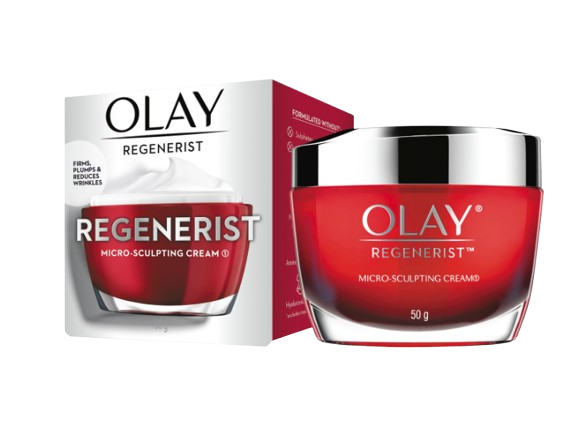 OLAY
REGENERIST
FIRMS,
PLUMPS &
REDUCES
WRINKLES
REGENERIST
MICRO-SCULPTING CREAM
FORMULATED WITHOUT
OLAY®
REGENERIST™
MICRO-SCULPTING CREAM
50 g